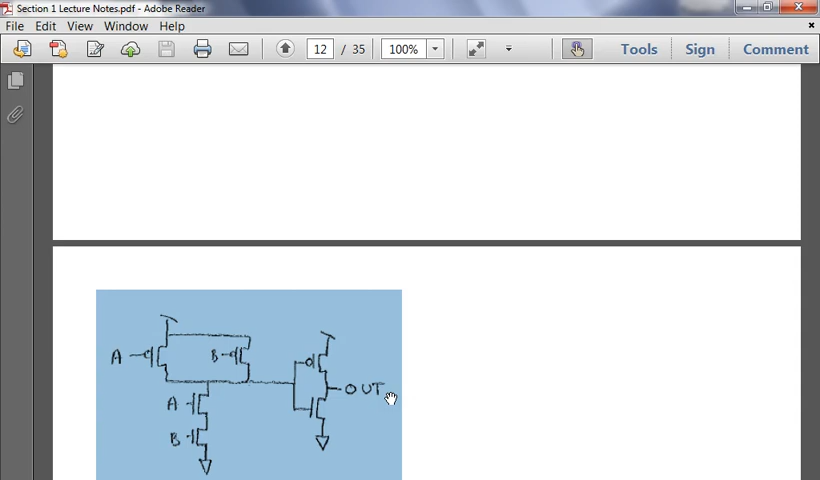 Section 1 Lecture Notes.pdf - Adobe Reader
File Edit View Window Help
12 / 35 100% Tools Sign Comment
A B
A OUT
B